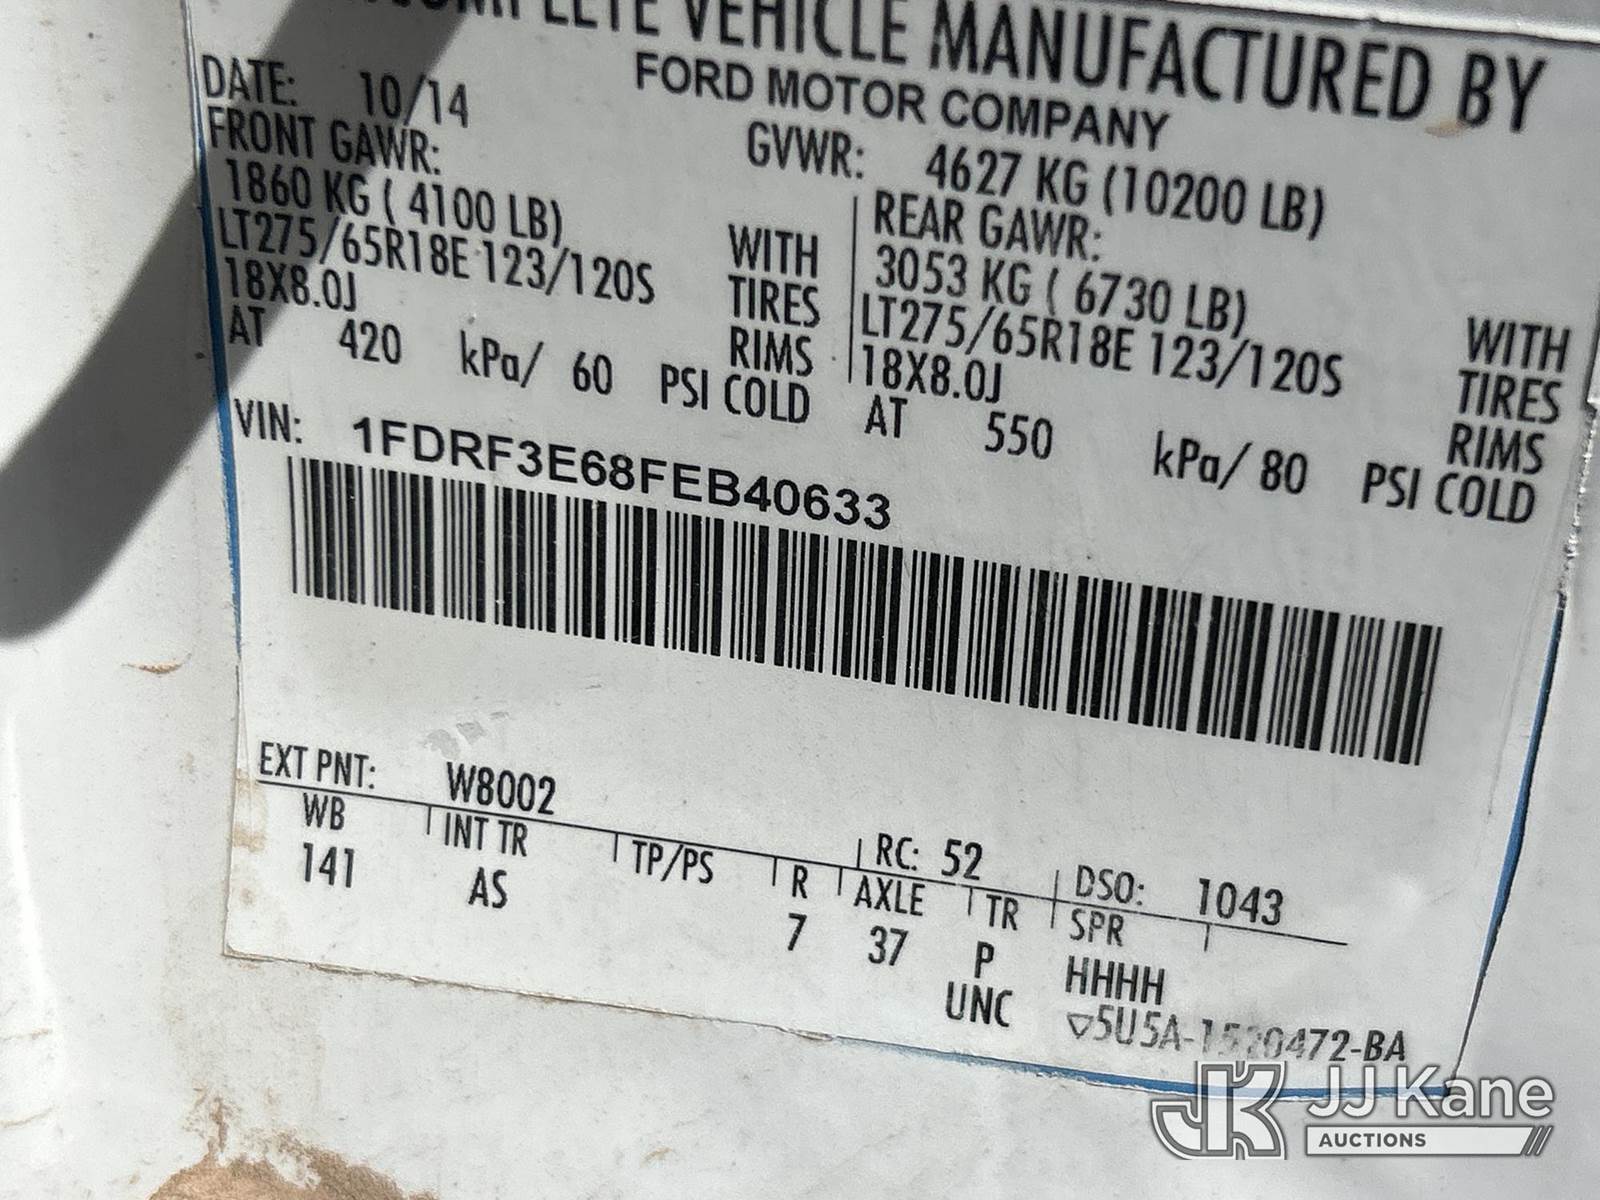 COMPLETE VEHICLE MANUFACTURED BY
FORD MOTOR COMPANY
DATE: 10/14
GVWR: 4627 KG (10200 LB)
FRONT GAWR:
1860 KG ( 4100 LB) WITH
LT275/65R18E 123/120S TIRES
18X8.0J RIMS
AT 420 kPa/ 60 PSI COLD
REAR GAWR:
3053 KG ( 6730 LB) WITH
LT275/65R18E 123/120S TIRES
18X8.0J RIMS
AT 550 kPa/ 80 PSI COLD
VIN: 1FDRF3E68FEB40633
EXT PNT: W8002 RC: 52 DSO: 1043
WB INT TR TP/PS R AXLE TR SPR
141 AS 7 37 P HHHH
UNC ▽5U5A-1520472-BA
JK JJ Kane
AUCTIONS